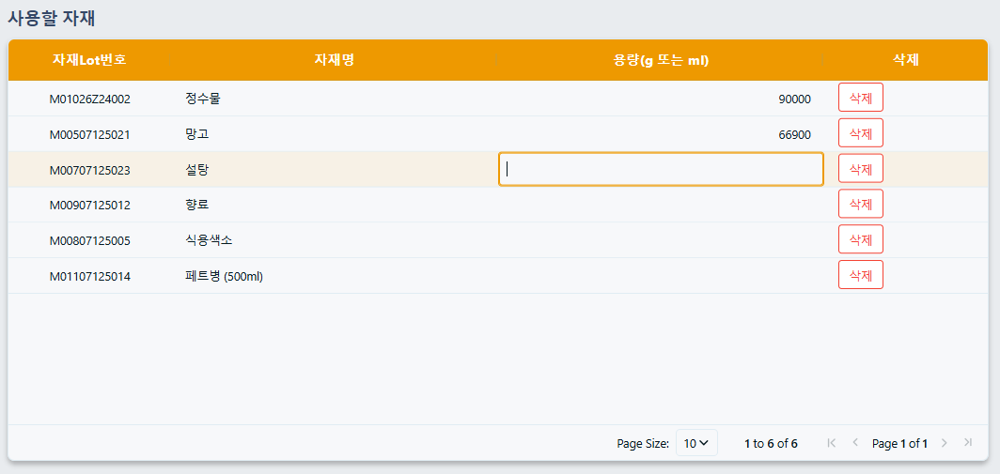 사용할 자재
자재Lot번호 자재명 용량(g 또는 ml) 삭제
M01026Z24002 정수물 90000 삭제
M00507125021 망고 66900 삭제
M00707125023 설탕 삭제
M00907125012 향료 삭제
M00807125005 식용색소 삭제
M01107125014 페트병 (500ml) 삭제
Page Size: 10 1 to 6 of 6 Page 1 of 1